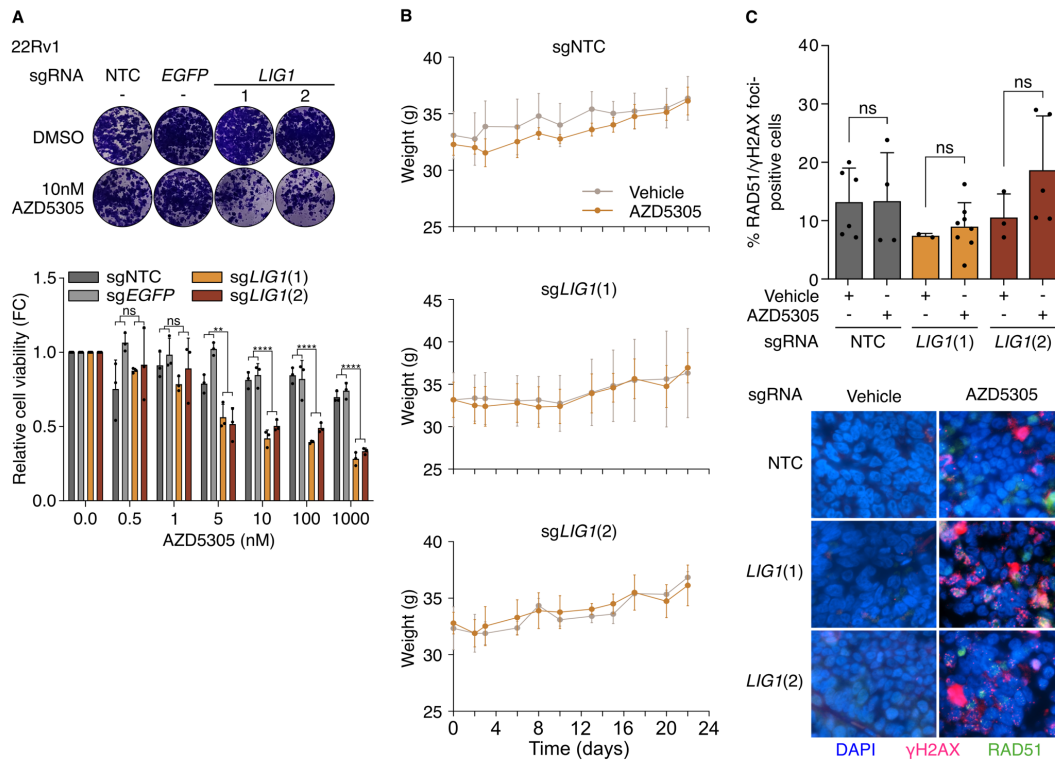 A
22Rv1
sgRNA NTC EGFP LIG1
- - 1 2
DMSO
10nM
AZD5305
Relative cell viability (FC)
1.5
1.0
0.5
0.0
sgNTC sgLIG1(1)
sgEGFP sgLIG1(2)
ns ns ** **** **** ****
0.0 0.5 1 5 10 100 1000
AZD5305 (nM)
B
sgNTC
Weight (g)
40
35
30
25
Vehicle
AZD5305
sgLIG1(1)
Weight (g)
45
40
35
30
25
sgLIG1(2)
Weight (g)
40
35
30
25
0 4 8 12 16 20 24
Time (days)
C
% RAD51/γH2AX foci-
positive cells
40
30
20
10
0
ns ns ns
Vehicle + - + - + -
AZD5305 - + - + - +
sgRNA NTC LIG1(1) LIG1(2)
sgRNA Vehicle AZD5305
NTC
LIG1(1)
LIG1(2)
DAPI γH2AX RAD51